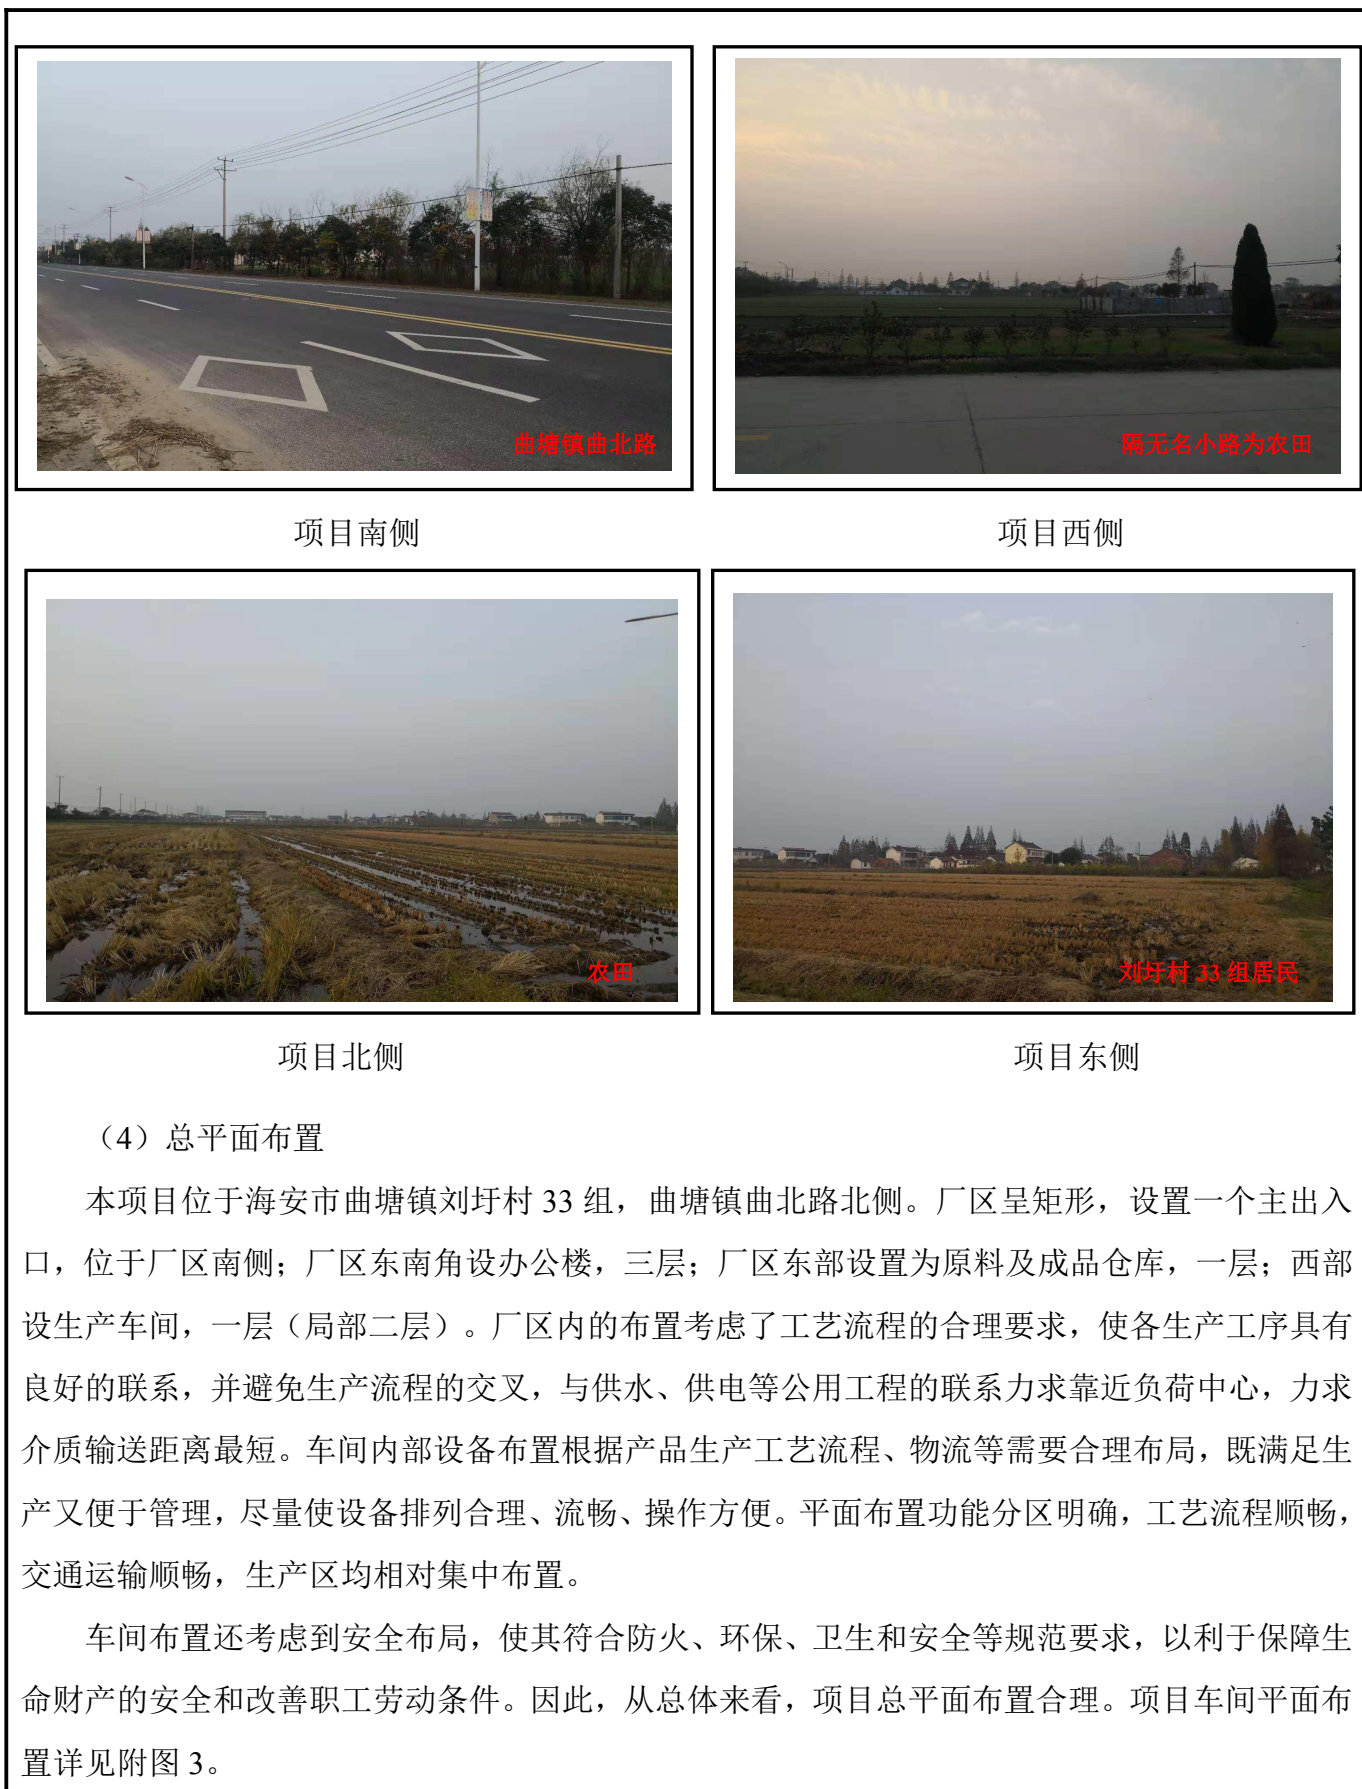 曲塘镇曲北路
隔无名小路为农田
项目南侧
项目西侧
农田
刘圩村 33 组居民
项目北侧
项目东侧
（4）总平面布置
本项目位于海安市曲塘镇刘圩村 33 组，曲塘镇曲北路北侧。厂区呈矩形，设置一个主出入
口，位于厂区南侧；厂区东南角设办公楼，三层；厂区东部设置为原料及成品仓库，一层；西部
设生产车间，一层（局部二层）。厂区内的布置考虑了工艺流程的合理要求，使各生产工序具有
良好的联系，并避免生产流程的交叉，与供水、供电等公用工程的联系力求靠近负荷中心，力求
介质输送距离最短。车间内部设备布置根据产品生产工艺流程、物流等需要合理布局，既满足生
产又便于管理，尽量使设备排列合理、流畅、操作方便。平面布置功能分区明确，工艺流程顺畅，
交通运输顺畅，生产区均相对集中布置。
车间布置还考虑到安全布局，使其符合防火、环保、卫生和安全等规范要求，以利于保障生
命财产的安全和改善职工劳动条件。因此，从总体来看，项目总平面布置合理。项目车间平面布
置详见附图 3。